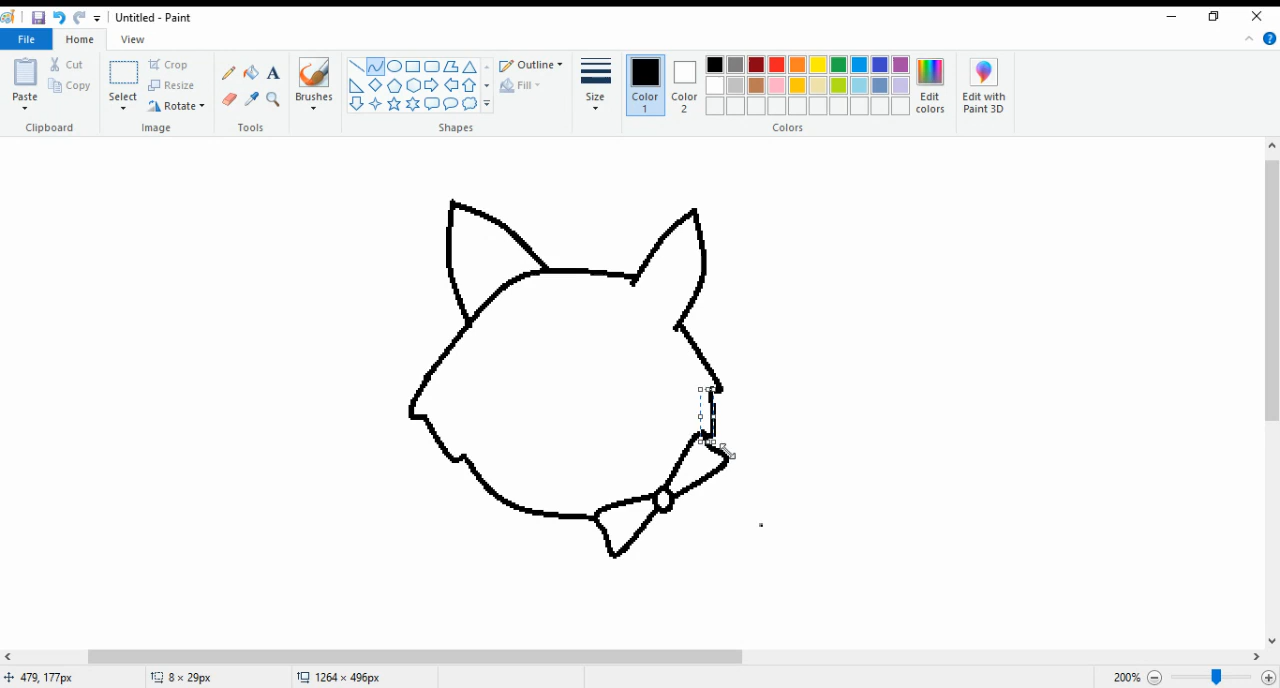 Untitled - Paint
File Home View
Paste Cut Copy
Clipboard
Select Crop Resize Rotate
Image
A
Tools
Brushes
Outline Fill
Shapes
Size
Color 1
Color 2
Edit colors
Colors
Edit with Paint 3D
?
479, 177px 8 × 29px 1264 × 496px 200%